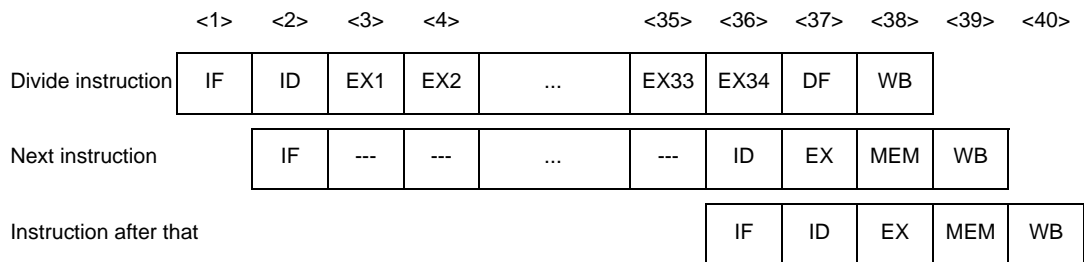 <1> <2> <3> <4> <35> <36> <37> <38> <39> <40>
Divide instruction IF ID EX1 EX2 ... EX33 EX34 DF WB
Next instruction IF --- --- ... --- ID EX MEM WB
Instruction after that IF ID EX MEM WB